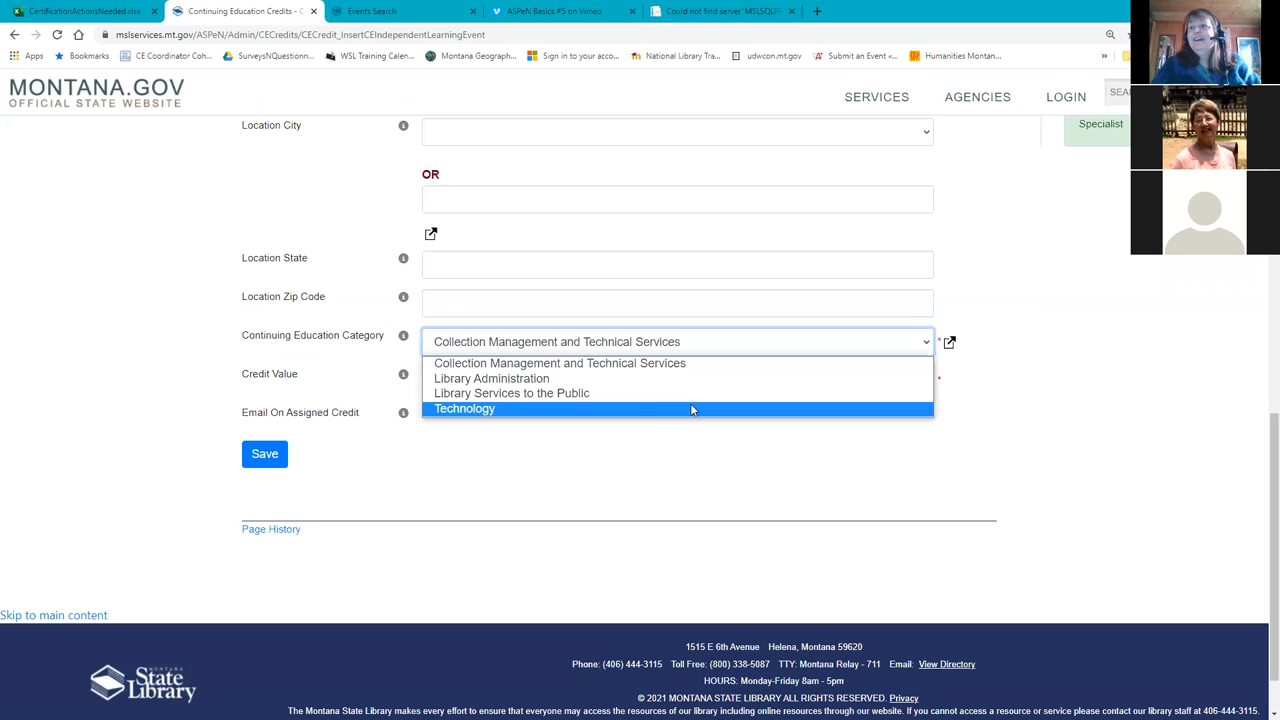 CertificationActionsNeeded.xlsx
Continuing Education Credits - C
Events Search
ASPeN Basics #5 on Vimeo
Could not find server 'MSLSQLPR
mslservices.mt.gov/ASPeN/Admin/CECredits/CECredit_InsertCEIndependentLearningEvent
Apps
Bookmarks
CE Coordinator Coh...
SurveysNQuestionn...
WSL Training Calen...
Montana Geograph...
Sign in to your acco...
National Library Tra...
udwcon.mt.gov
Submit an Event «...
Humanities Montan...
»
MONTANA.GOV
OFFICIAL STATE WEBSITE
SERVICES
AGENCIES
LOGIN
SEA
Location City
Specialist
OR
Location State
Location Zip Code
Continuing Education Category
Collection Management and Technical Services
*
Collection Management and Technical Services
Library Administration
Library Services to the Public
Technology
Credit Value
*
Email On Assigned Credit
Save
Page History
Skip to main content
MONTANA
State
Library
1515 E 6th Avenue Helena, Montana 59620
Phone: (406) 444-3115 Toll Free: (800) 338-5087 TTY: Montana Relay - 711 Email: View Directory
HOURS: Monday-Friday 8am - 5pm
© 2021 MONTANA STATE LIBRARY ALL RIGHTS RESERVED. Privacy
The Montana Library makes every effort to ensure that everyone may access the resources of our library including online resources through our website. If you cannot access a resource or service please contact our library staff at 406-444-3115.